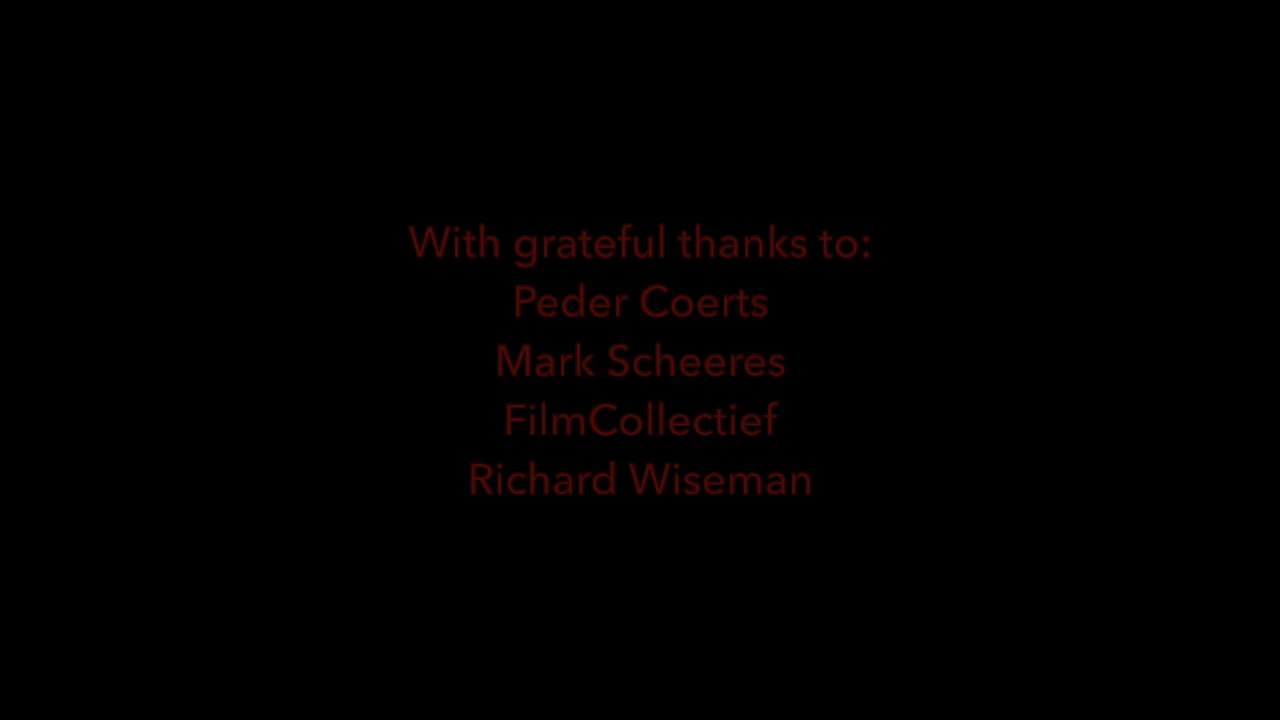 With grateful thanks to:
Peder Coerts
Mark Scheeres
FilmCollectief
Richard Wiseman